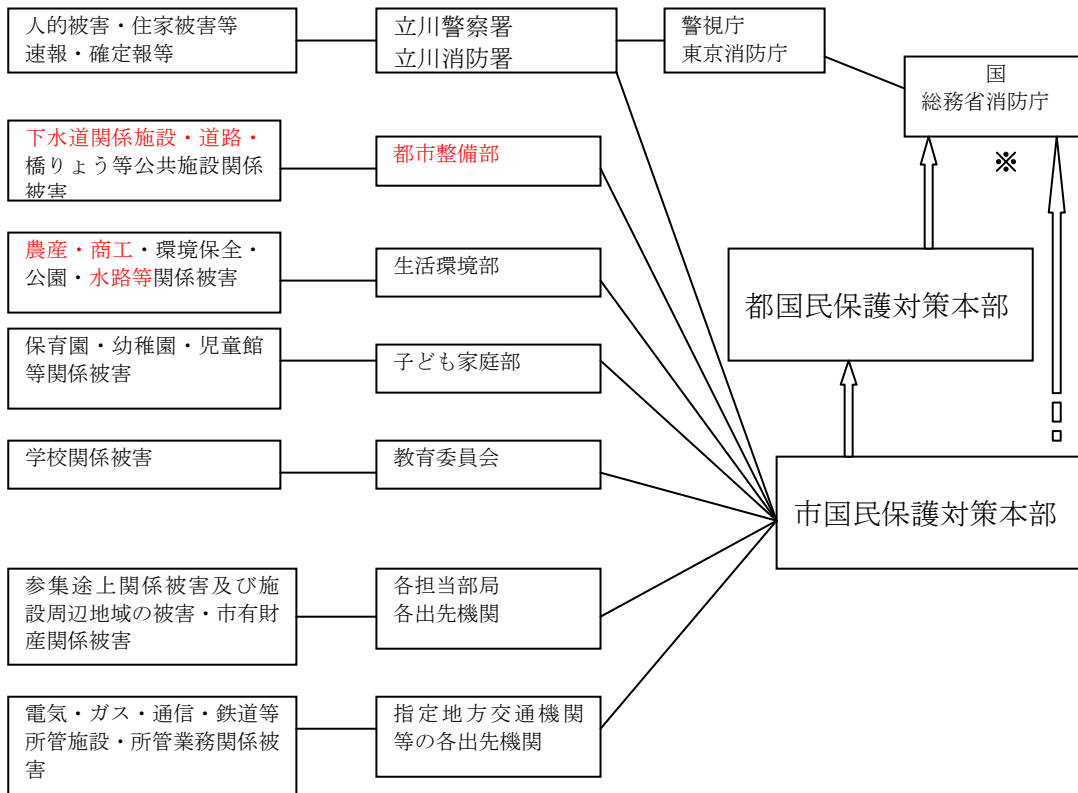 人的被害・住家被害等
速報・確定報等
立川警察署
立川消防署
警視庁
東京消防庁
国
総務省消防庁
※
下水道関係施設・道路・
橋りょう等公共施設関係
被害
都市整備部
農産・商工・環境保全・
公園・水路等関係被害
生活環境部
都国民保護対策本部
保育園・幼稚園・児童館
等関係被害
子ども家庭部
学校関係被害
教育委員会
市国民保護対策本部
参集途上関係被害及び施
設周辺地域の被害・市有財
産関係被害
各担当部局
各出先機関
電気・ガス・通信・鉄道等
所管施設・所管業務関係被
害
指定地方交通機関
等の各出先機関